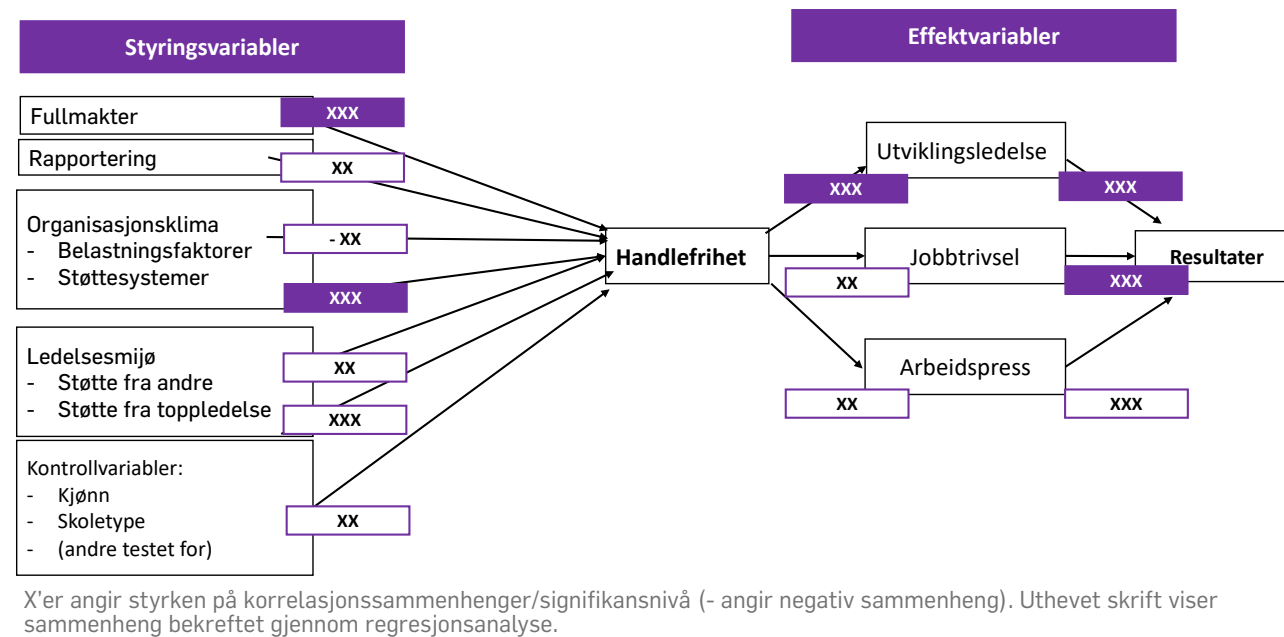 Styringsvariabler
Effektvariabler
Fullmakter
XXX
Rapportering
XX
Organisasjonsklima
- Belastningsfaktorer
- Støttesystemer
- XX
XXX
Ledelsesmijø
- Støtte fra andre
- Støtte fra toppledelse
XX
XXX
Kontrollvariabler:
- Kjønn
- Skoletype
- (andre testet for)
XX
Handlefrihet
Utviklingsledelse
XXX
XXX
Jobbtrivsel
XX
XXX
Arbeidspress
XX
XXX
Resultater
X’er angir styrken på korrelasjonssammenhenger/signifikansnivå (- angir negativ sammenheng). Uthevet skrift viser
sammenheng bekreftet gjennom regresjonsanalyse.